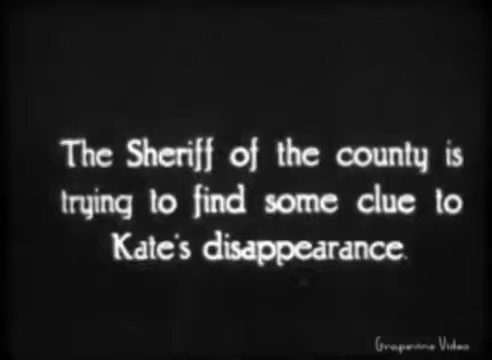 The Sheriff of the county is
trying to find some clue to
Kate's disappearance.
Grapevine Video